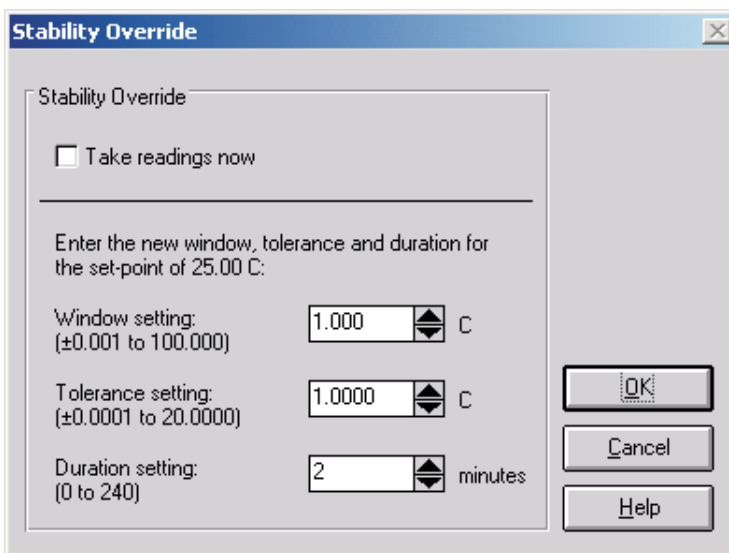 Stability Override
Stability Override
Take readings now
Enter the new window, tolerance and duration for
the set-point of 25.00 C:
Window setting:
(±0.001 to 100.000)
1.000
C
Tolerance setting:
(±0.0001 to 20.0000)
1.0000
C
Duration setting:
(0 to 240)
2
minutes
OK
Cancel
Help